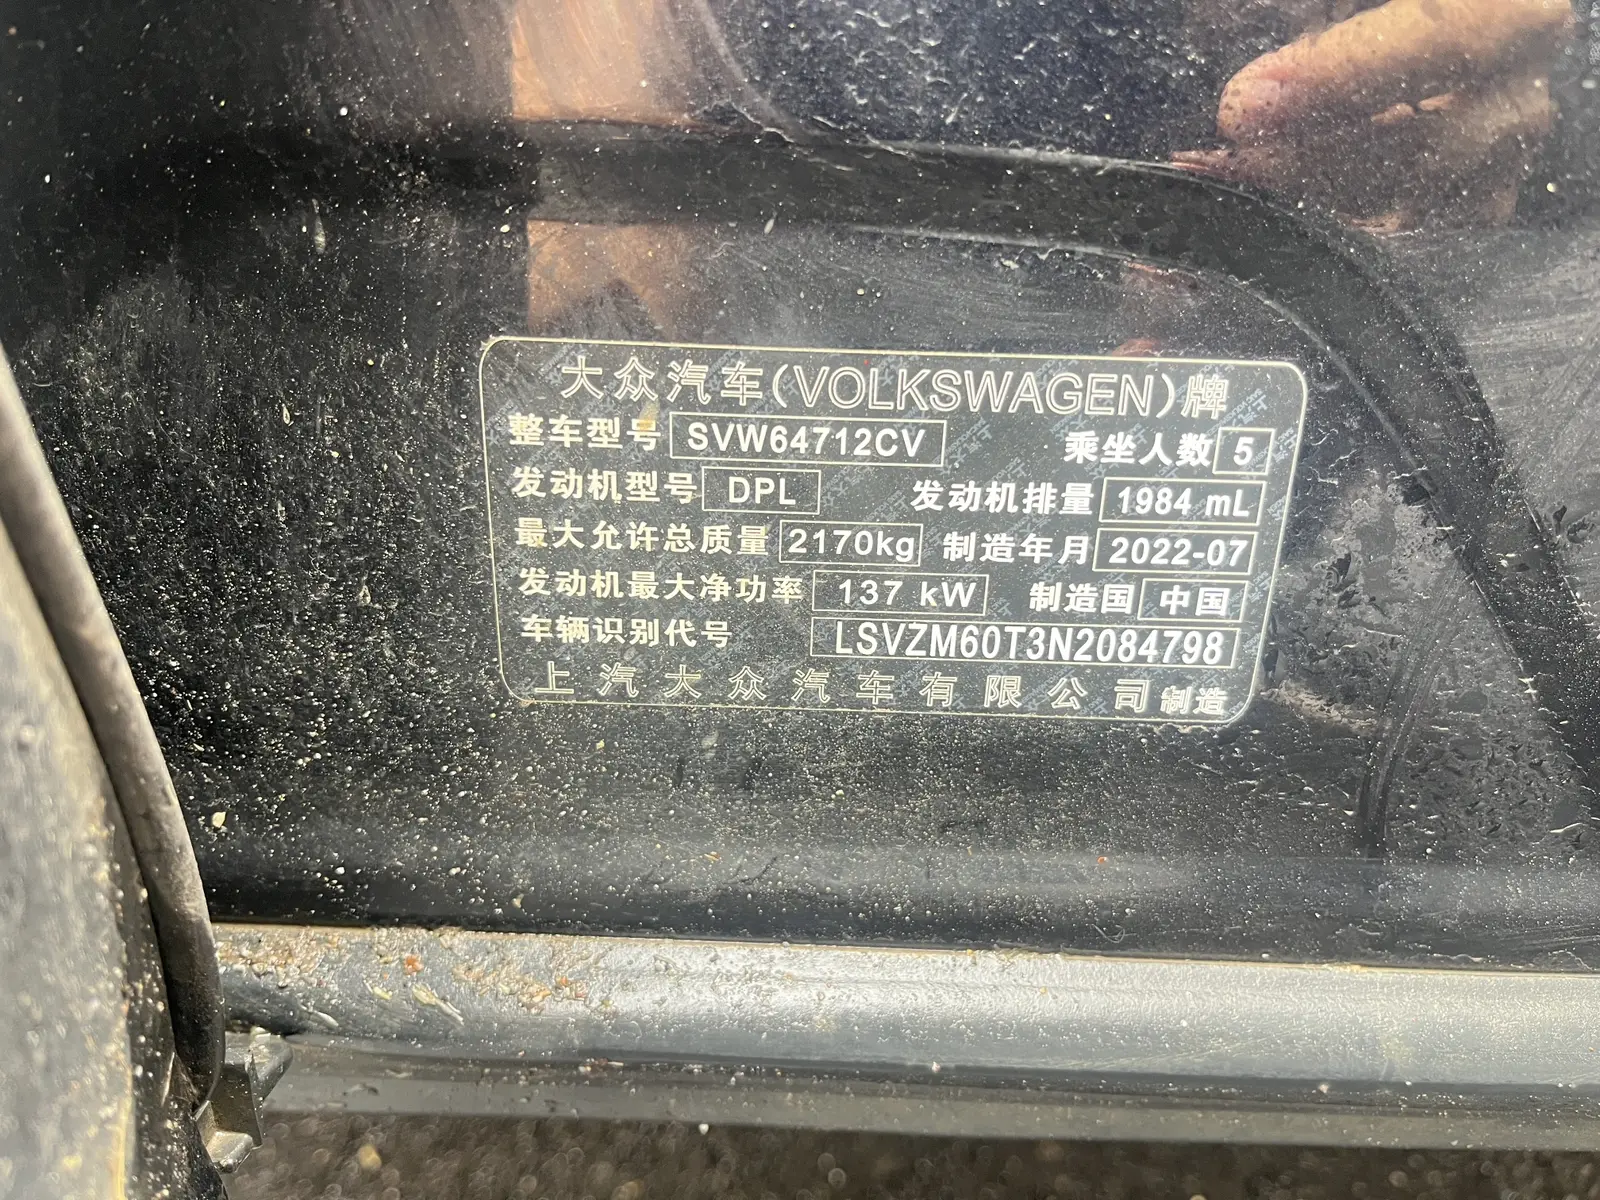 大众汽车(VOLKSWAGEN)牌
整车型号 SVW64712CV 乘坐人数 5
发动机型号 DPL 发动机排量 1984 mL
最大允许总质量 2170kg 制造年月 2022-07
发动机最大净功率 137 kW 制造国 中国
车辆识别代号 LSVZM60T3N2084798
上汽大众汽车有限公司制造